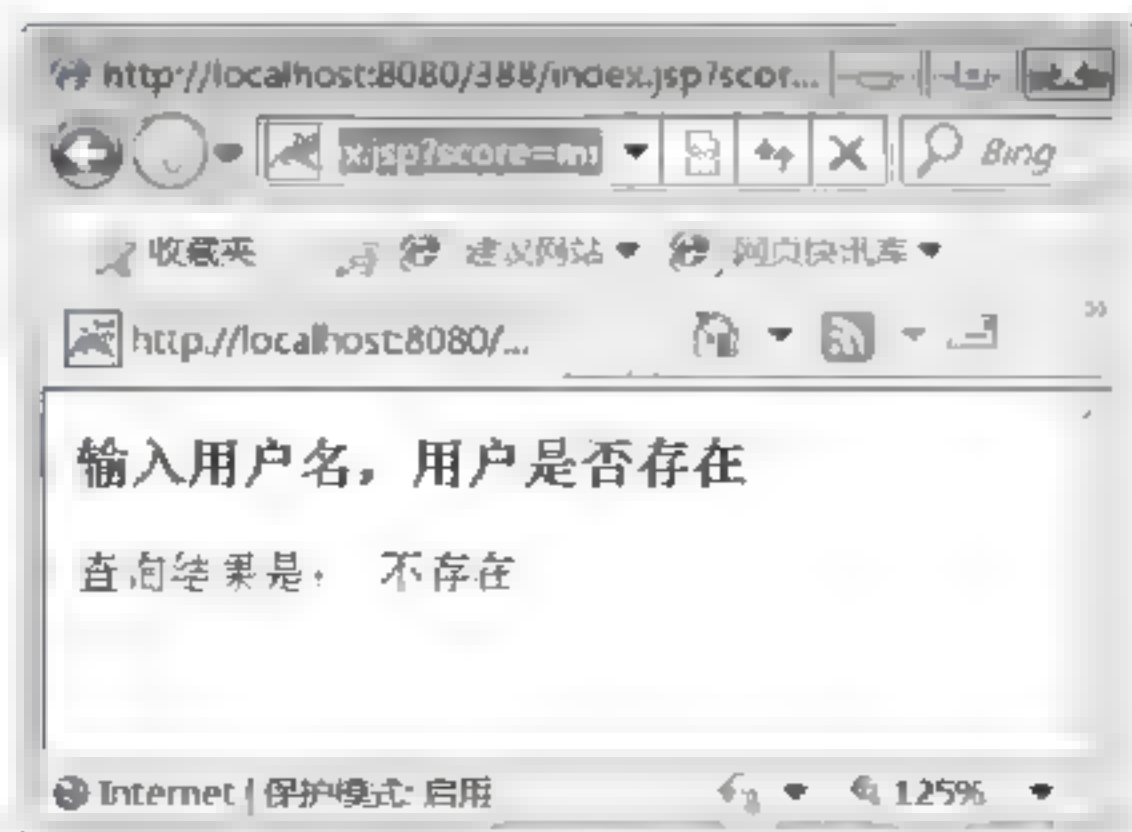 http://localhost:8080/388/index.jsp?scor...
x.jsp?score=mr
Bing
收藏夹 建议网站 网页快讯库
http://localhost:8080/...
输入用户名，用户是否存在
查询结果是： 不存在
Internet | 保护模式: 启用 125%